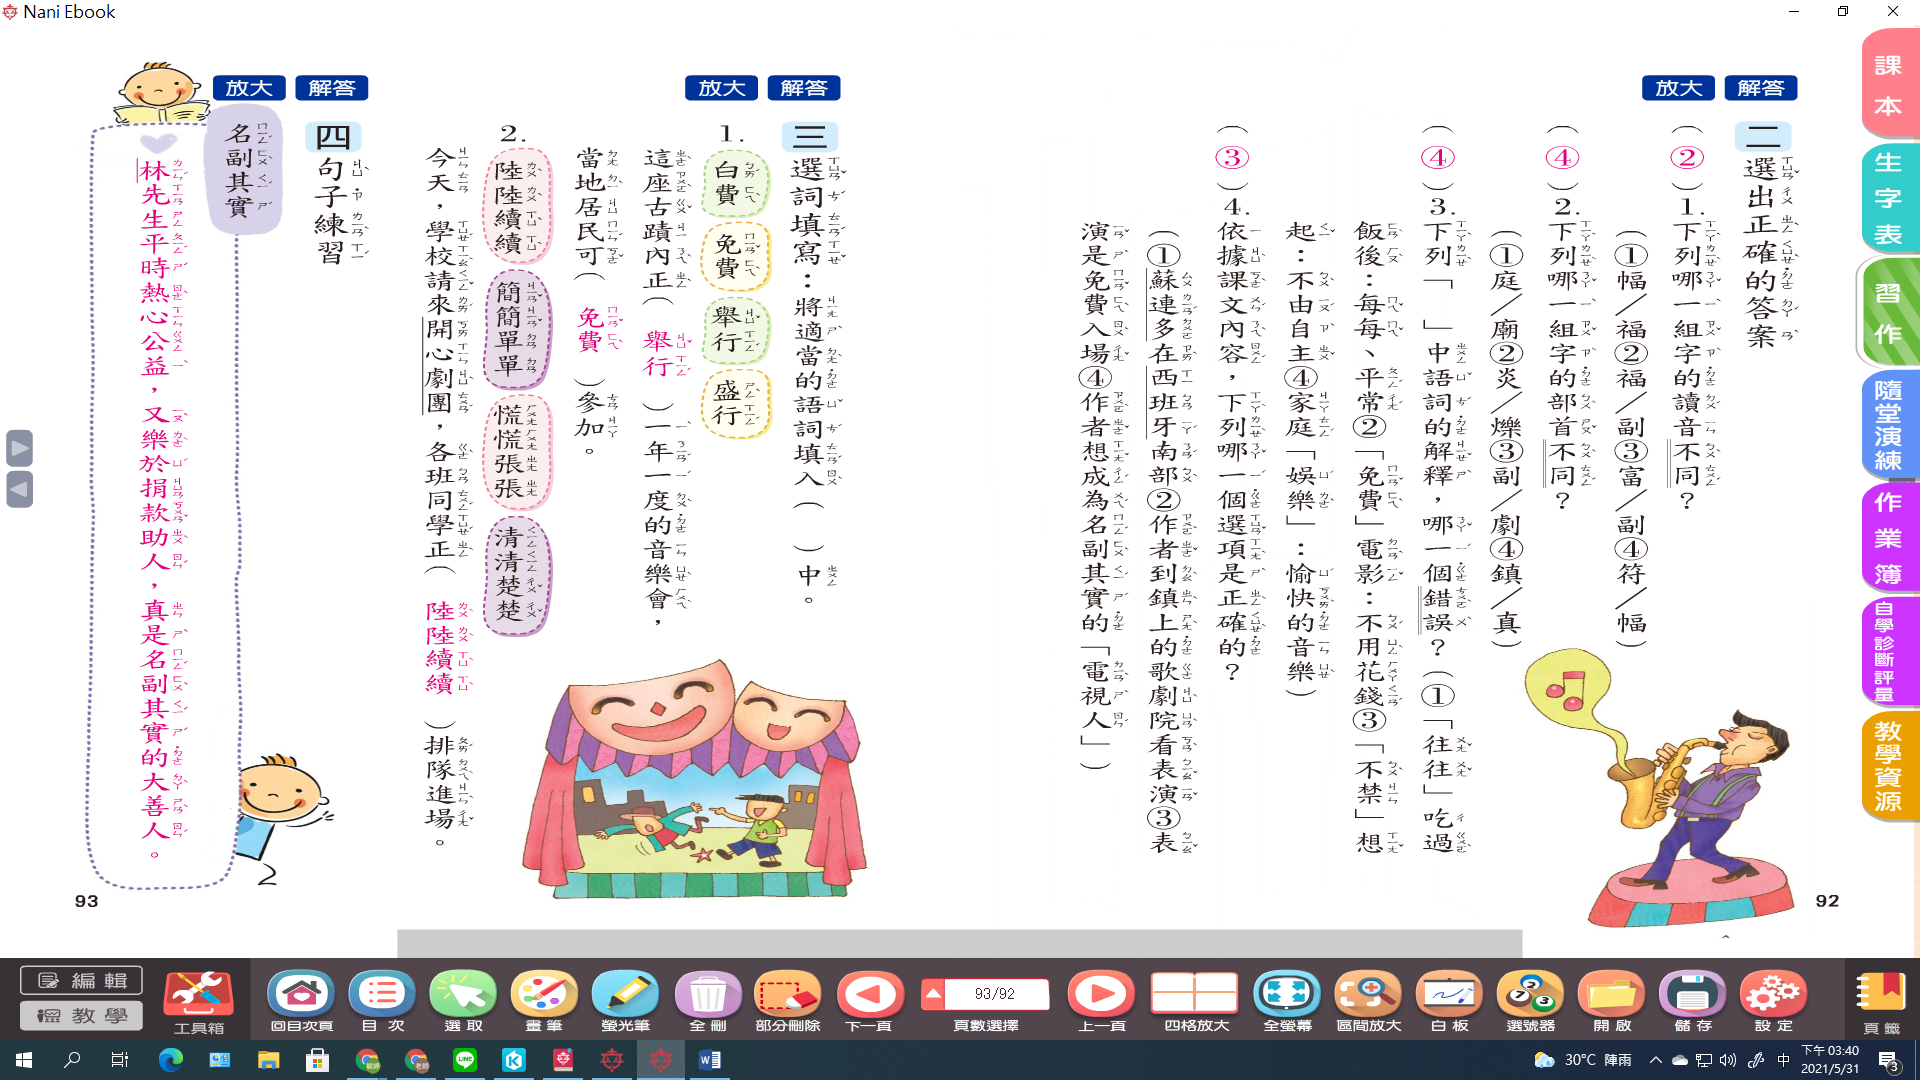 Nani Ebook
放大
解答
二 選出正確的答案
(②)1.下列哪一組字的讀音不同?
(①幅/福②福/副③富/副④符/幅)
(④)2.下列哪一組字的部首不同?
(①庭/廟②炎/爍③副/劇④鎮/真)
(④)3.下列「 」中語詞的解釋,哪一個錯誤?(①「往往」吃過
飯後:每每、平常②「免費」電影:不用花錢③「不禁」想
起:不由自主④家庭「娛樂」:愉快的音樂)
(③)4.依據課文內容,下列哪一個選項是正確的?
(①蘇連多在西班牙南部②作者到鎮上的歌劇院看表演③表
演是免費入場④作者想成為名副其實的「電視人」)
92
放大
解答
三 選詞填寫:將適當的語詞填入( )中。
1. 白費 免費 舉行 盛行
這座古蹟內正( 舉行 )一年一度的音樂會,
當地居民可( 免費 )參加。
2. 陸陸續續 簡簡單單 慌慌張張 清清楚楚
今天,學校請來開心劇團,各班同學正( 陸陸續續 )排隊進場。
放大
解答
四 句子練習
名副其實
林先生平時熱心公益,又樂於捐款助人,真是名副其實的大善人。
93
課本
生字表
習作
隨堂演練
作業簿
自學診斷評量
教學資源
編輯
教學
工具箱
回目次頁
目次
選取
畫筆
螢光筆
全刪
部分刪除
下一頁
93/92
頁數選擇
上一頁
四格放大
全螢幕
區間放大
白板
選號器
開啟
儲存
設定
頁籤
30°C 陣雨
中
下午 03:40
2021/5/31
3